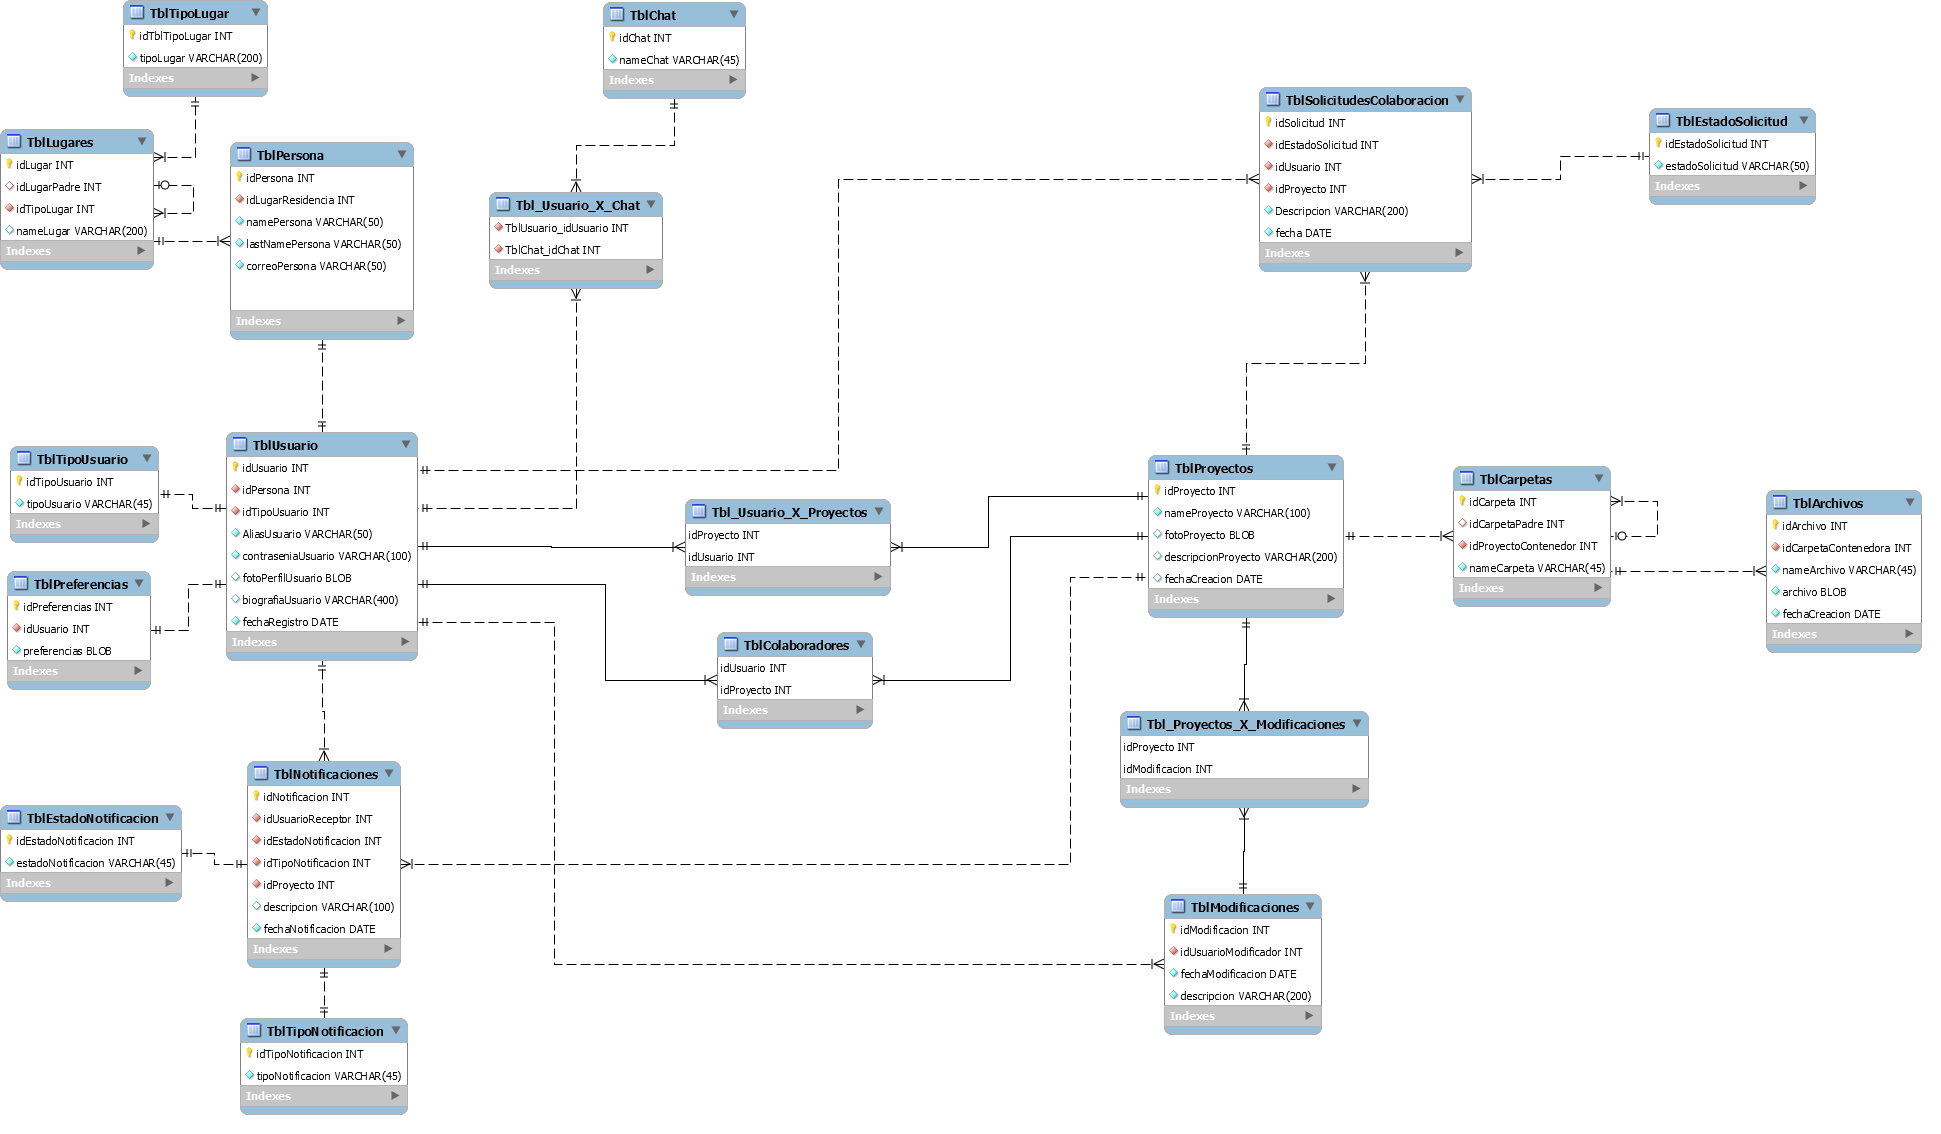 TblTipoLugar
idTblTipoLugar INT
tipoLugar VARCHAR(200)
Indexes
TblChat
idChat INT
nameChat VARCHAR(45)
Indexes
TblLugares
idLugar INT
idLugarPadre INT
idTipoLugar INT
nameLugar VARCHAR(200)
Indexes
TblPersona
idPersona INT
idLugarResidencia INT
namePersona VARCHAR(50)
lastNamePersona VARCHAR(50)
correoPersona VARCHAR(50)
Indexes
Tbl_Usuario_X_Chat
TblUsuario_idUsuario INT
TblChat_idChat INT
Indexes
TblSolicitudesColaboracion
idSolicitud INT
idEstadoSolicitud INT
idUsuario INT
idProyecto INT
Descripcion VARCHAR(200)
fecha DATE
Indexes
TblEstadoSolicitud
idEstadoSolicitud INT
estadoSolicitud VARCHAR(50)
Indexes
TblTipoUsuario
idTipoUsuario INT
tipoUsuario VARCHAR(45)
Indexes
TblUsuario
idUsuario INT
idPersona INT
idTipoUsuario INT
AliasUsuario VARCHAR(50)
contraseniaUsuario VARCHAR(100)
fotoPerfilUsuario BLOB
biografiaUsuario VARCHAR(400)
fechaRegistro DATE
Indexes
TblPreferencias
idPreferencias INT
idUsuario INT
preferencias BLOB
Indexes
Tbl_Usuario_X_Proyectos
idProyecto INT
idUsuario INT
Indexes
TblColaboradores
idUsuario INT
idProyecto INT
Indexes
TblProyectos
idProyecto INT
nameProyecto VARCHAR(100)
fotoProyecto BLOB
descripcionProyecto VARCHAR(200)
fechaCreacion DATE
Indexes
TblCarpetas
idCarpeta INT
idCarpetaPadre INT
idProyectoContenedor INT
nameCarpeta VARCHAR(45)
Indexes
TblArchivos
idArchivo INT
idCarpetaContenedora INT
nameArchivo VARCHAR(45)
archivo BLOB
fechaCreacion DATE
Indexes
Tbl_Proyectos_X_Modificaciones
idProyecto INT
idModificacion INT
Indexes
TblNotificaciones
idNotificacion INT
idUsuarioReceptor INT
idEstadoNotificacion INT
idTipoNotificacion INT
idProyecto INT
descripcion VARCHAR(100)
fechaNotificacion DATE
Indexes
TblEstadoNotificacion
idEstadoNotificacion INT
estadoNotificacion VARCHAR(45)
Indexes
TblModificaciones
idModificacion INT
idUsuarioModificador INT
fechaModificacion DATE
descripcion VARCHAR(200)
Indexes
TblTipoNotificacion
idTipoNotificacion INT
tipoNotificacion VARCHAR(45)
Indexes